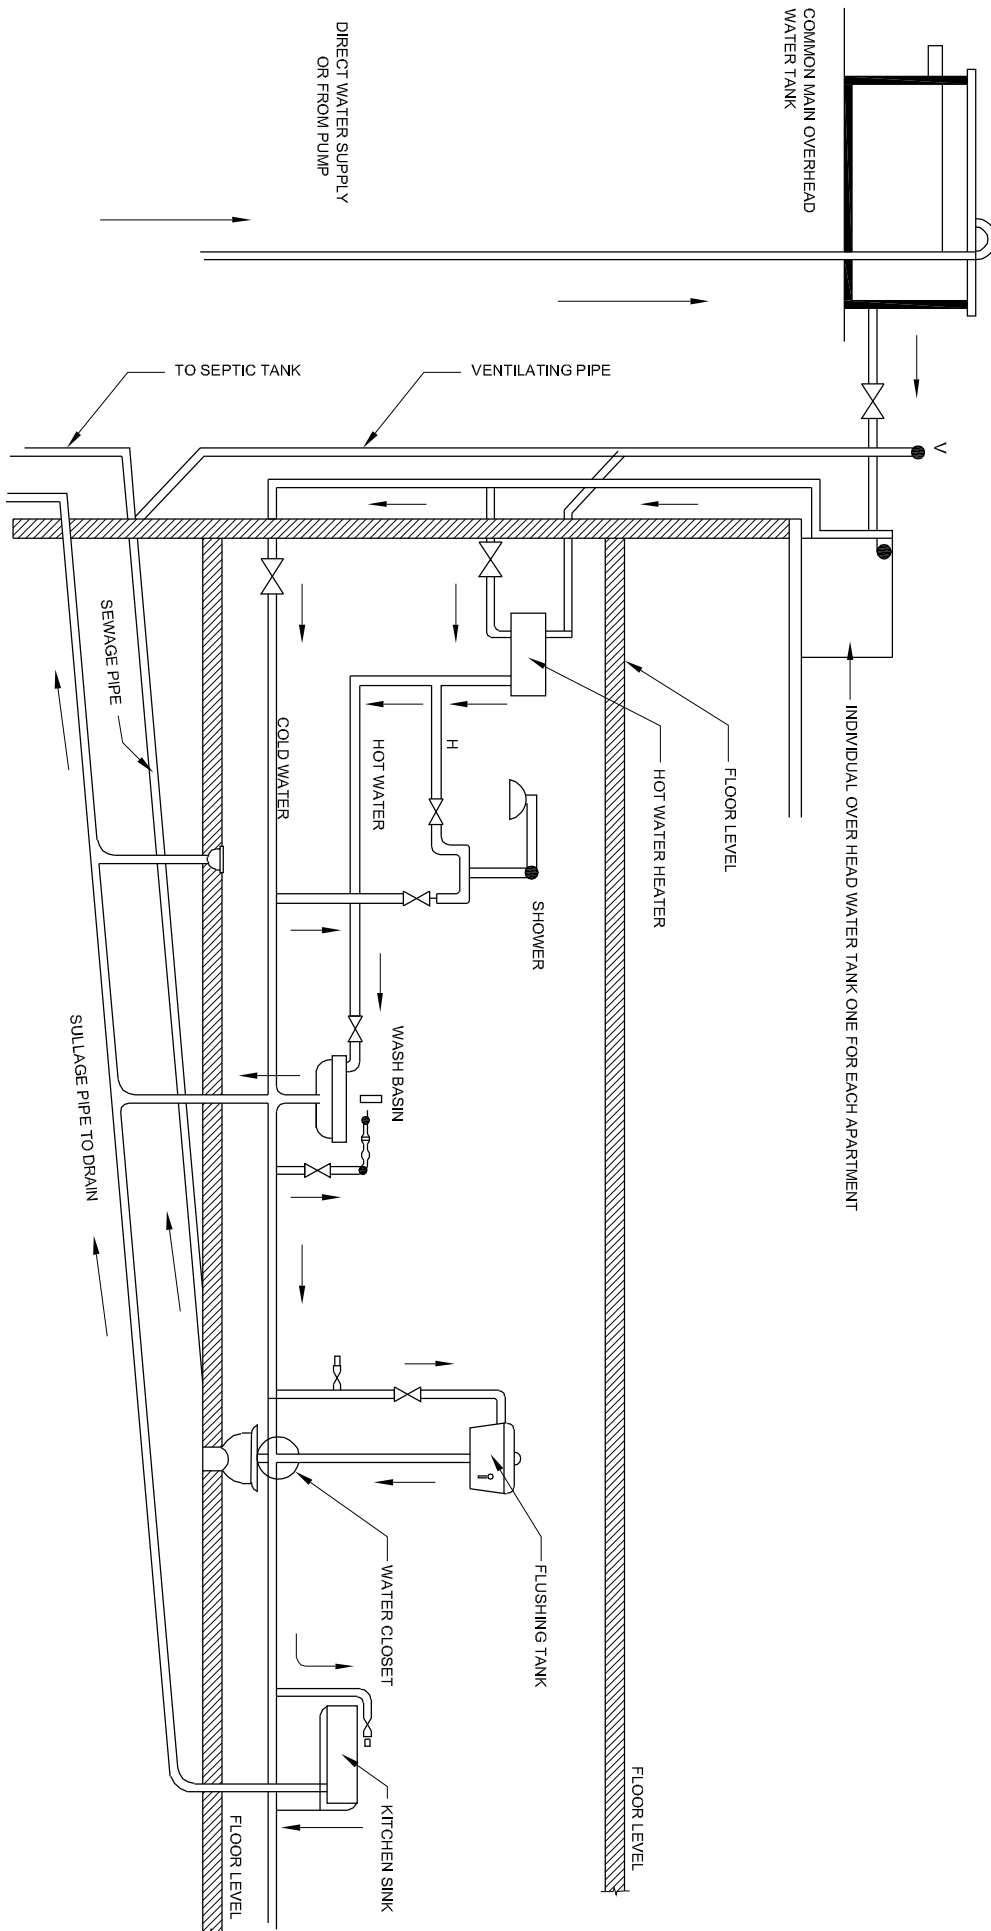 COMMON MAIN OVERHEAD
WATER TANK
DIRECT WATER SUPPLY
OR FROM PUMP
TO SEPTIC TANK
VENTILATING PIPE
V
INDIVIDUAL OVER HEAD WATER TANK ONE FOR EACH APARTMENT
FLOOR LEVEL
HOT WATER HEATER
H
HOT WATER
COLD WATER
SEWAGE PIPE
SHOWER
WASH BASIN
SULLAGE PIPE TO DRAIN
FLUSHING TANK
WATER CLOSET
KITCHEN SINK
FLOOR LEVEL
FLOOR LEVEL